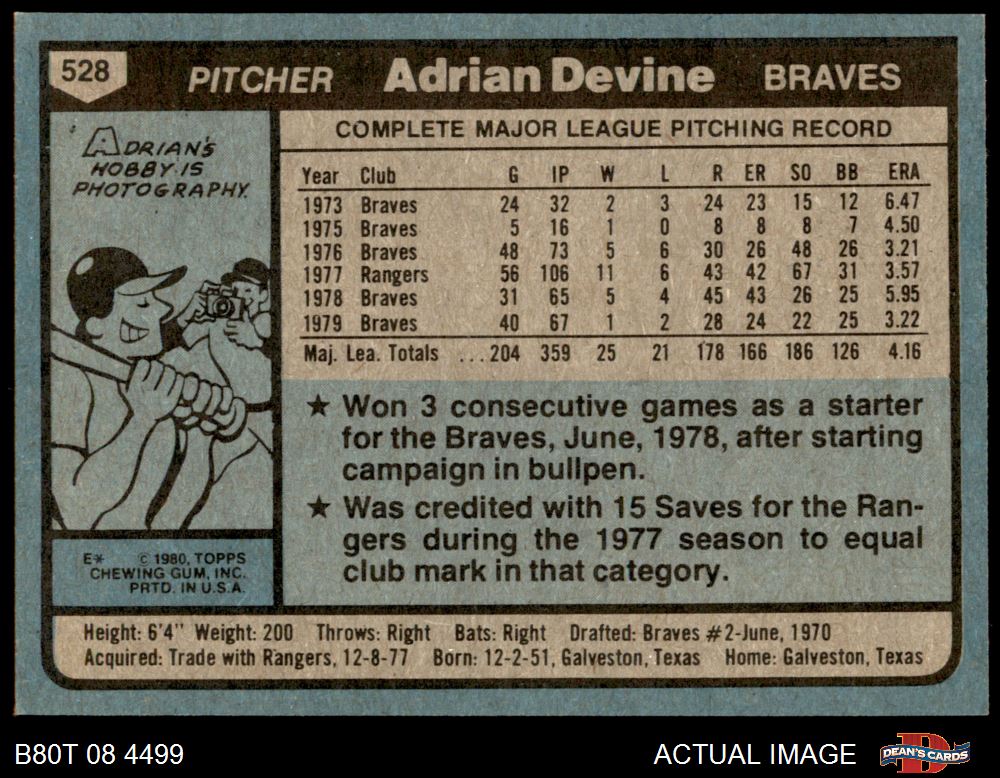 528 PITCHER Adrian Devine BRAVES
ADRIAN'S
HOBBY IS
PHOTOGRAPHY.
COMPLETE MAJOR LEAGUE PITCHING RECORD
Year Club G IP W L R ER SO BB ERA
1973 Braves 24 32 2 3 24 23 15 12 6.47
1975 Braves 5 16 1 0 8 8 8 7 4.50
1976 Braves 48 73 5 6 30 26 48 26 3.21
1977 Rangers 56 106 11 6 43 42 67 31 3.57
1978 Braves 31 65 5 4 45 43 26 25 5.95
1979 Braves 40 67 1 2 28 24 22 25 3.22
Maj. Lea. Totals ...204 359 25 21 178 166 186 126 4.16
★ Won 3 consecutive games as a starter
for the Braves, June, 1978, after starting
campaign in bullpen.
★ Was credited with 15 Saves for the Ran-
gers during the 1977 season to equal
club mark in that category.
E* © 1980, TOPPS
CHEWING GUM, INC.
PRTD. IN U.S.A.
Height: 6'4" Weight: 200 Throws: Right Bats: Right Drafted: Braves #2-June, 1970
Acquired: Trade with Rangers, 12-8-77 Born: 12-2-51, Galveston, Texas Home: Galveston, Texas
B80T 08 4499 ACTUAL IMAGE D DEAN'S CARDS